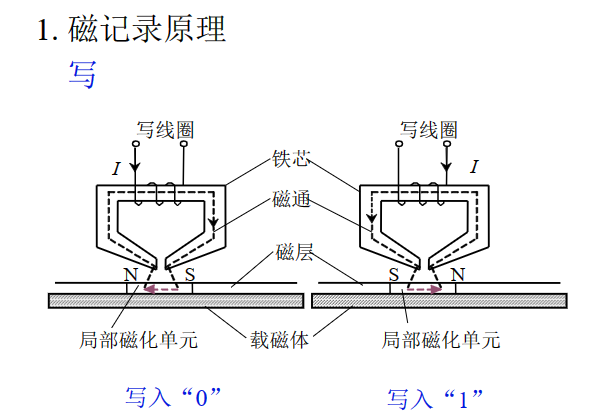 1. 磁记录原理
写
写线圈 写线圈
I 铁芯 I
磁通
磁层
N S S N
局部磁化单元 载磁体 局部磁化单元
写入“0” 写入“1”